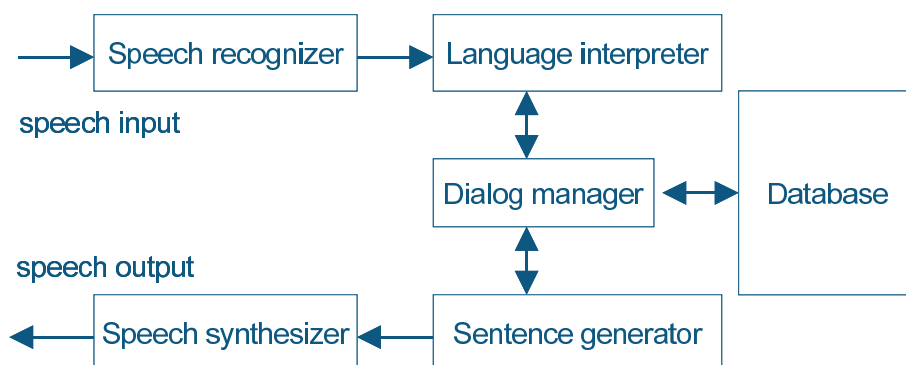 Speech recognizer
Language interpreter
speech input
Dialog manager
Database
speech output
Speech synthesizer
Sentence generator